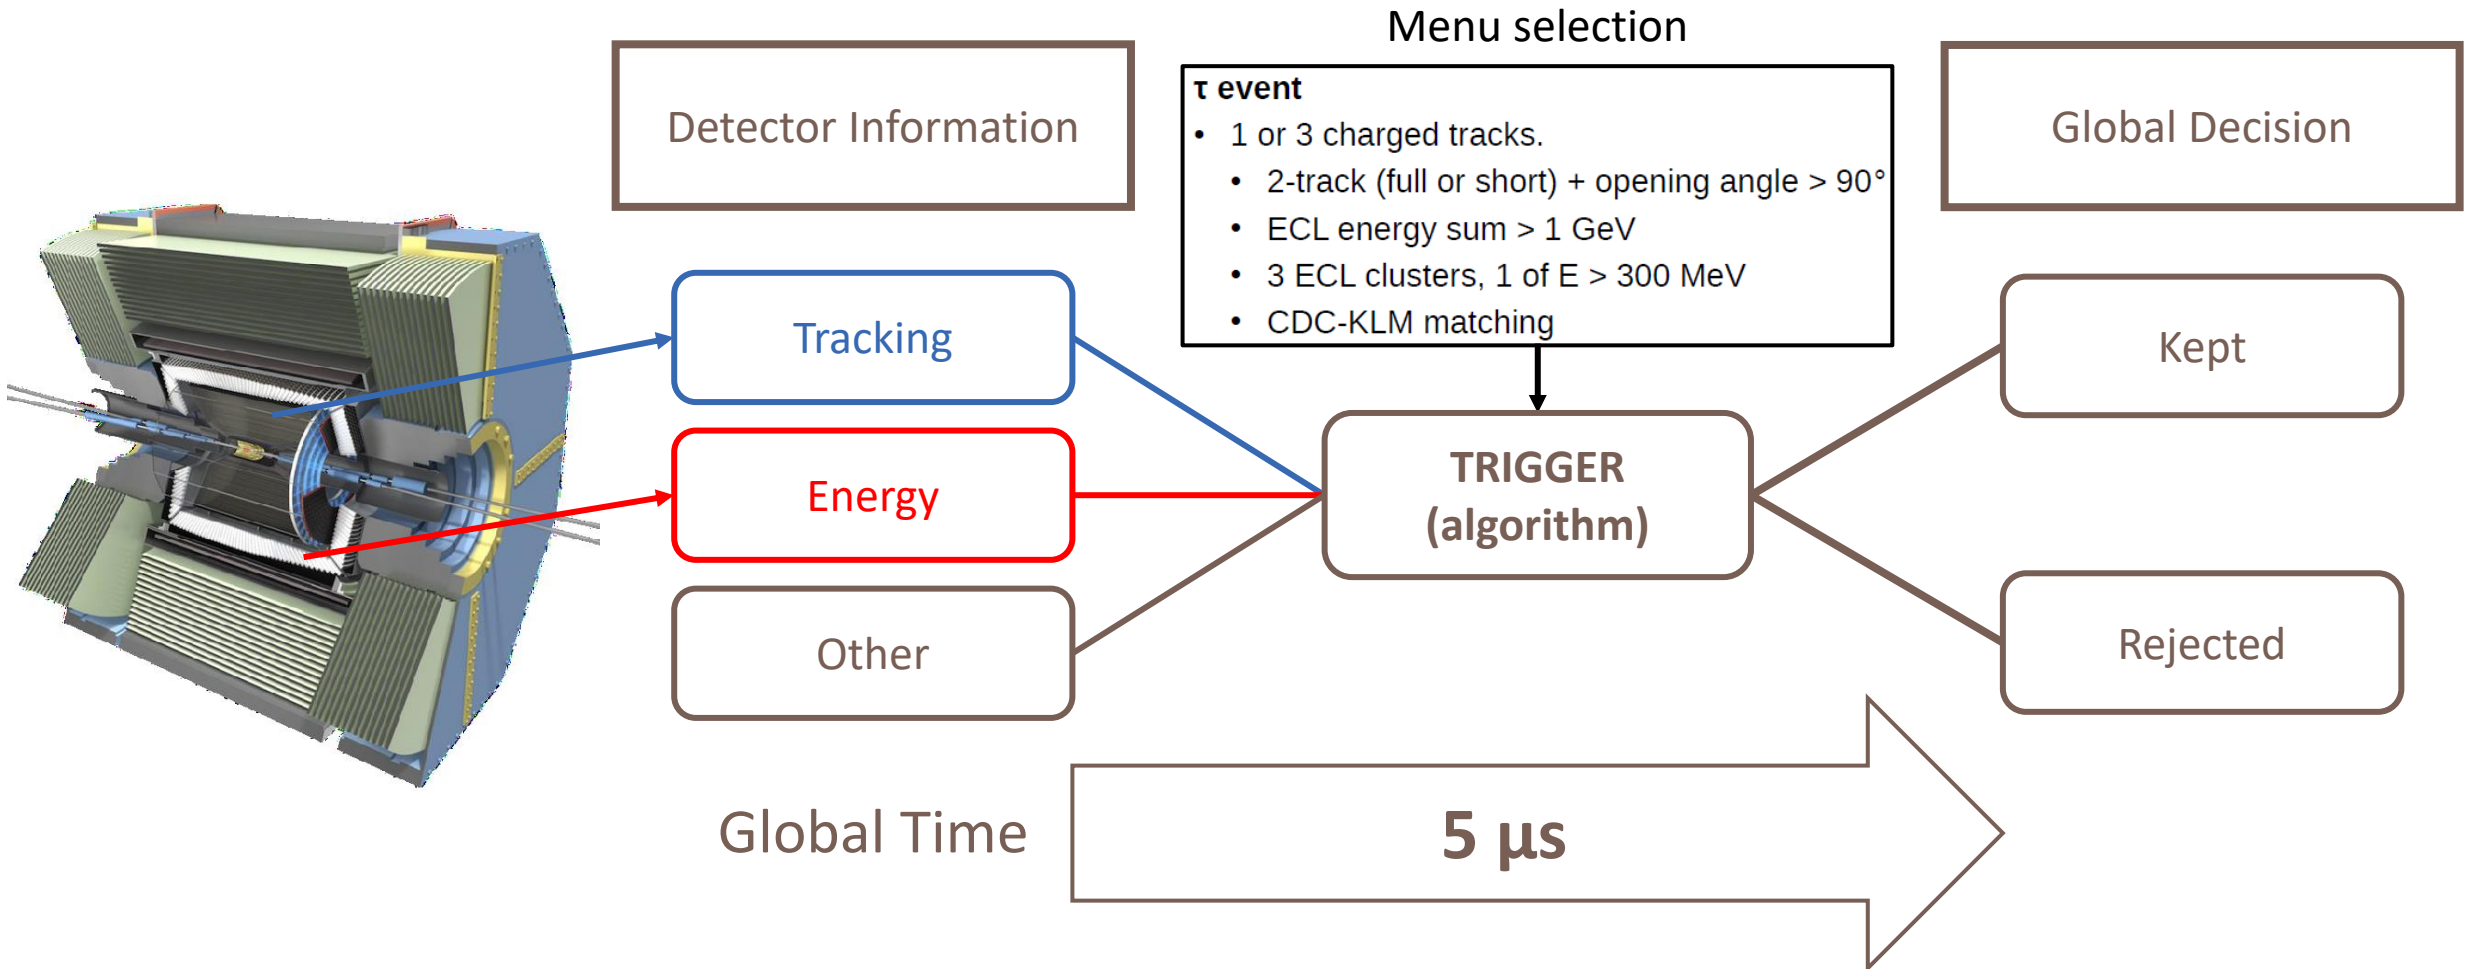 Menu selection
Detector Information
τ event
• 1 or 3 charged tracks.
• 2-track (full or short) + opening angle > 90°
• ECL energy sum > 1 GeV
• 3 ECL clusters, 1 of E > 300 MeV
• CDC-KLM matching
Global Decision
Tracking
Energy
Other
TRIGGER
(algorithm)
Kept
Rejected
Global Time
5 μs